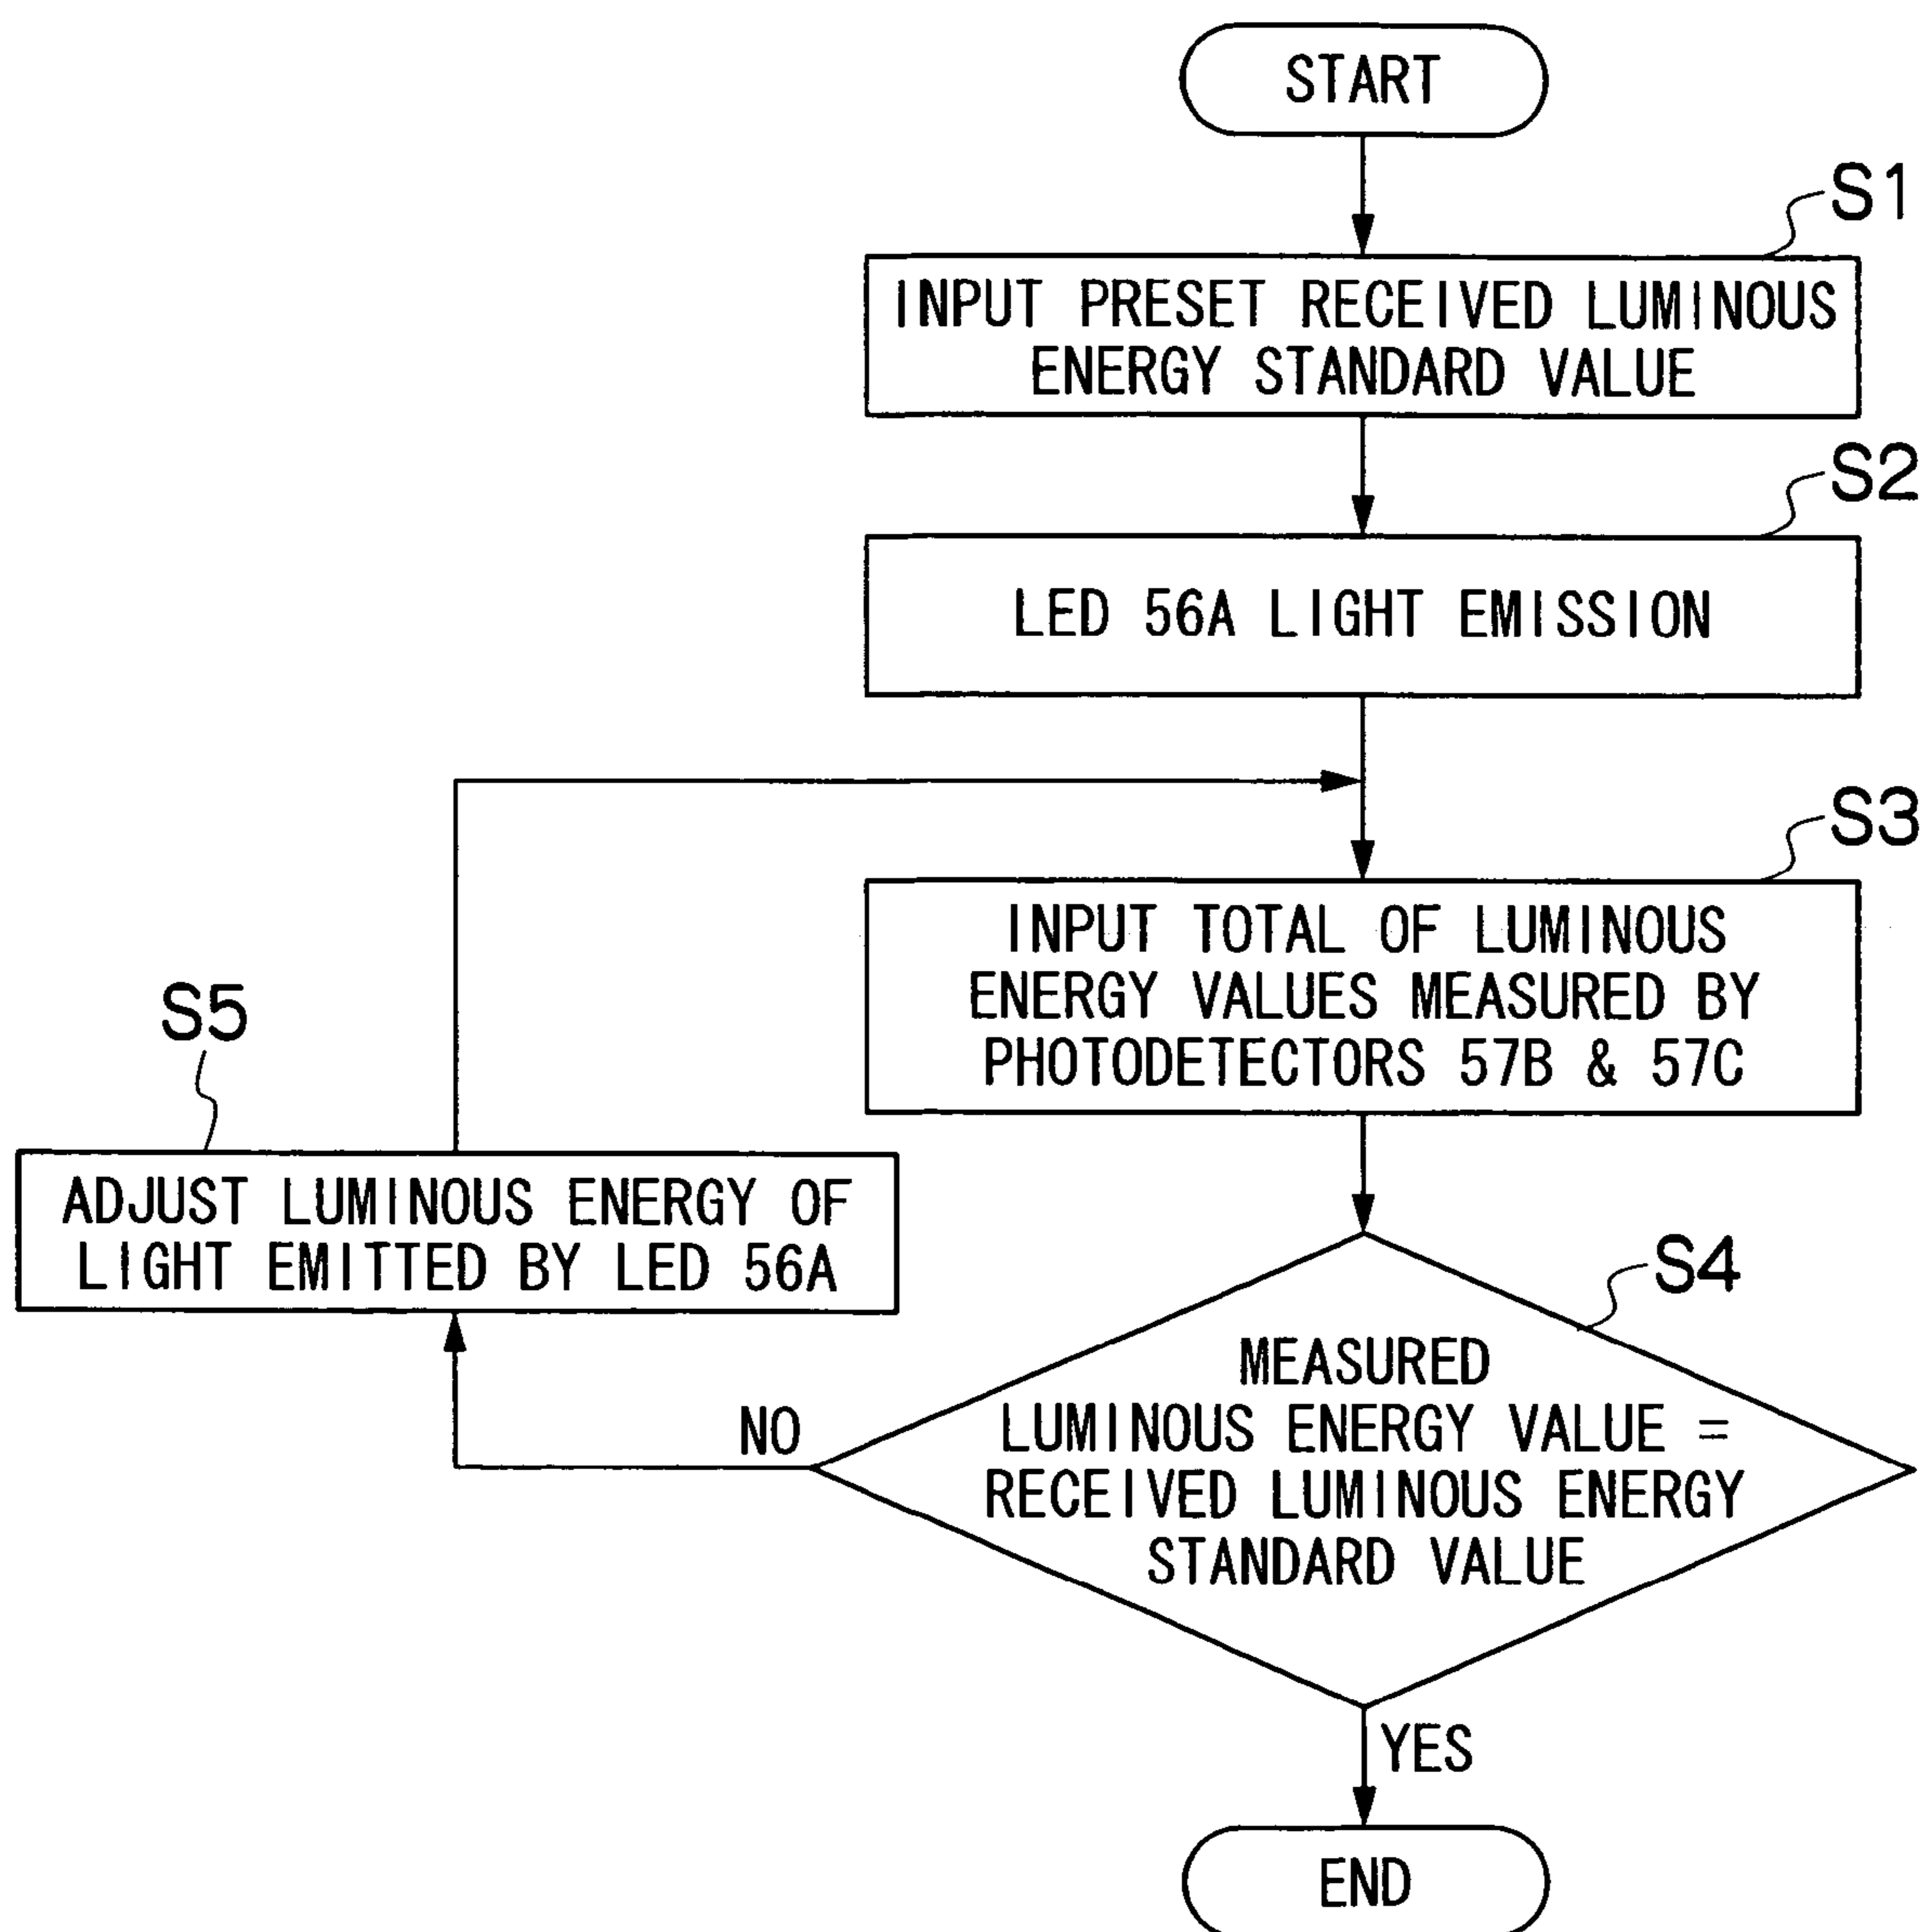 START
S1
INPUT PRESET RECEIVED LUMINOUS
ENERGY STANDARD VALUE
S2
LED 56A LIGHT EMISSION
S3
INPUT TOTAL OF LUMINOUS
ENERGY VALUES MEASURED BY
PHOTODETECTORS 57B & 57C
S5
ADJUST LUMINOUS ENERGY OF
LIGHT EMITTED BY LED 56A
S4
MEASURED
LUMINOUS ENERGY VALUE =
RECEIVED LUMINOUS ENERGY
STANDARD VALUE
NO
YES
END